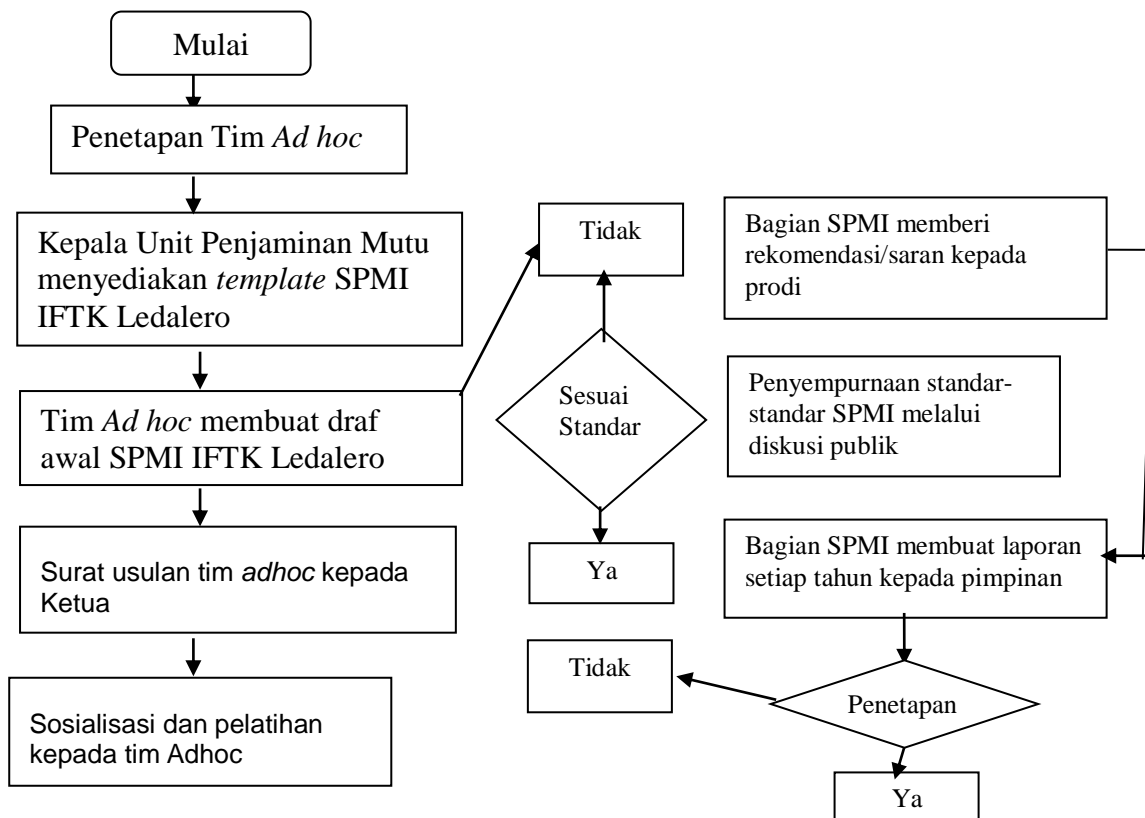 Mulai
Penetapan Tim Ad hoc
Kepala Unit Penjaminan Mutu
menyediakan template SPMI
IFTK Ledalero
Tim Ad hoc membuat draf
awal SPMI IFTK Ledalero
Surat usulan tim adhoc kepada
Ketua
Sosialisasi dan pelatihan
kepada tim Adhoc
Tidak
Sesuai
Standar
Ya
Bagian SPMI memberi
rekomendasi/saran kepada
prodi
Penyempurnaan standar-
standar SPMI melalui
diskusi publik
Bagian SPMI membuat laporan
setiap tahun kepada pimpinan
Tidak
Penetapan
Ya